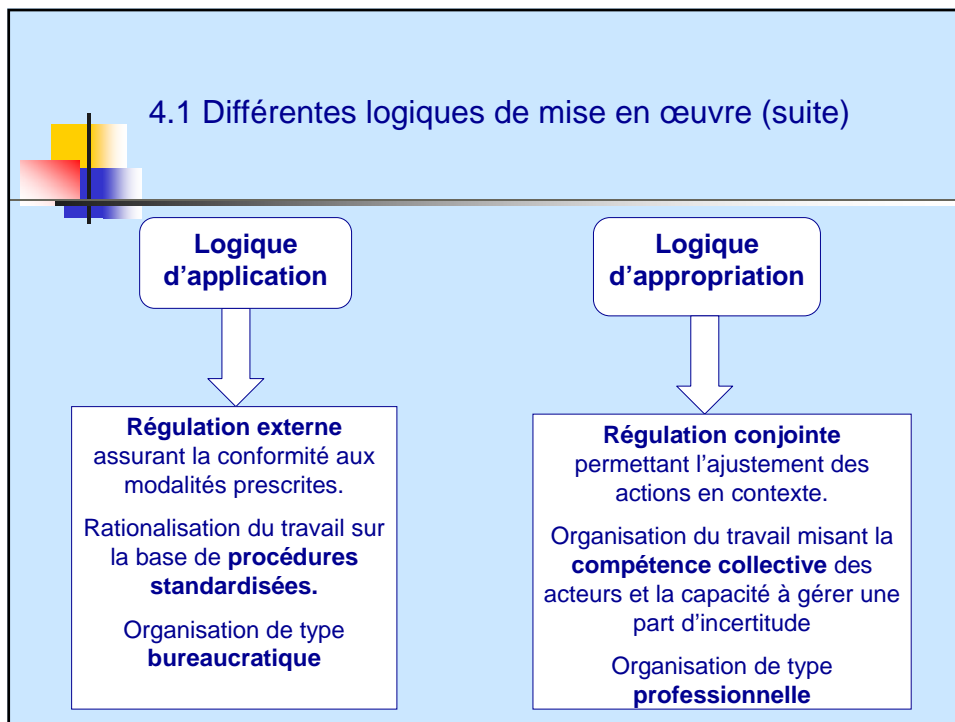 4.1 Différentes logiques de mise en œuvre (suite)
Logique
d’application
Régulation externe
assurant la conformité aux
modalités prescrites.
Rationalisation du travail sur
la base de procédures
standardisées.
Organisation de type
bureaucratique
Logique
d’appropriation
Régulation conjointe
permettant l’ajustement des
actions en contexte.
Organisation du travail misant la
compétence collective des
acteurs et la capacité à gérer une
part d’incertitude
Organisation de type
professionnelle